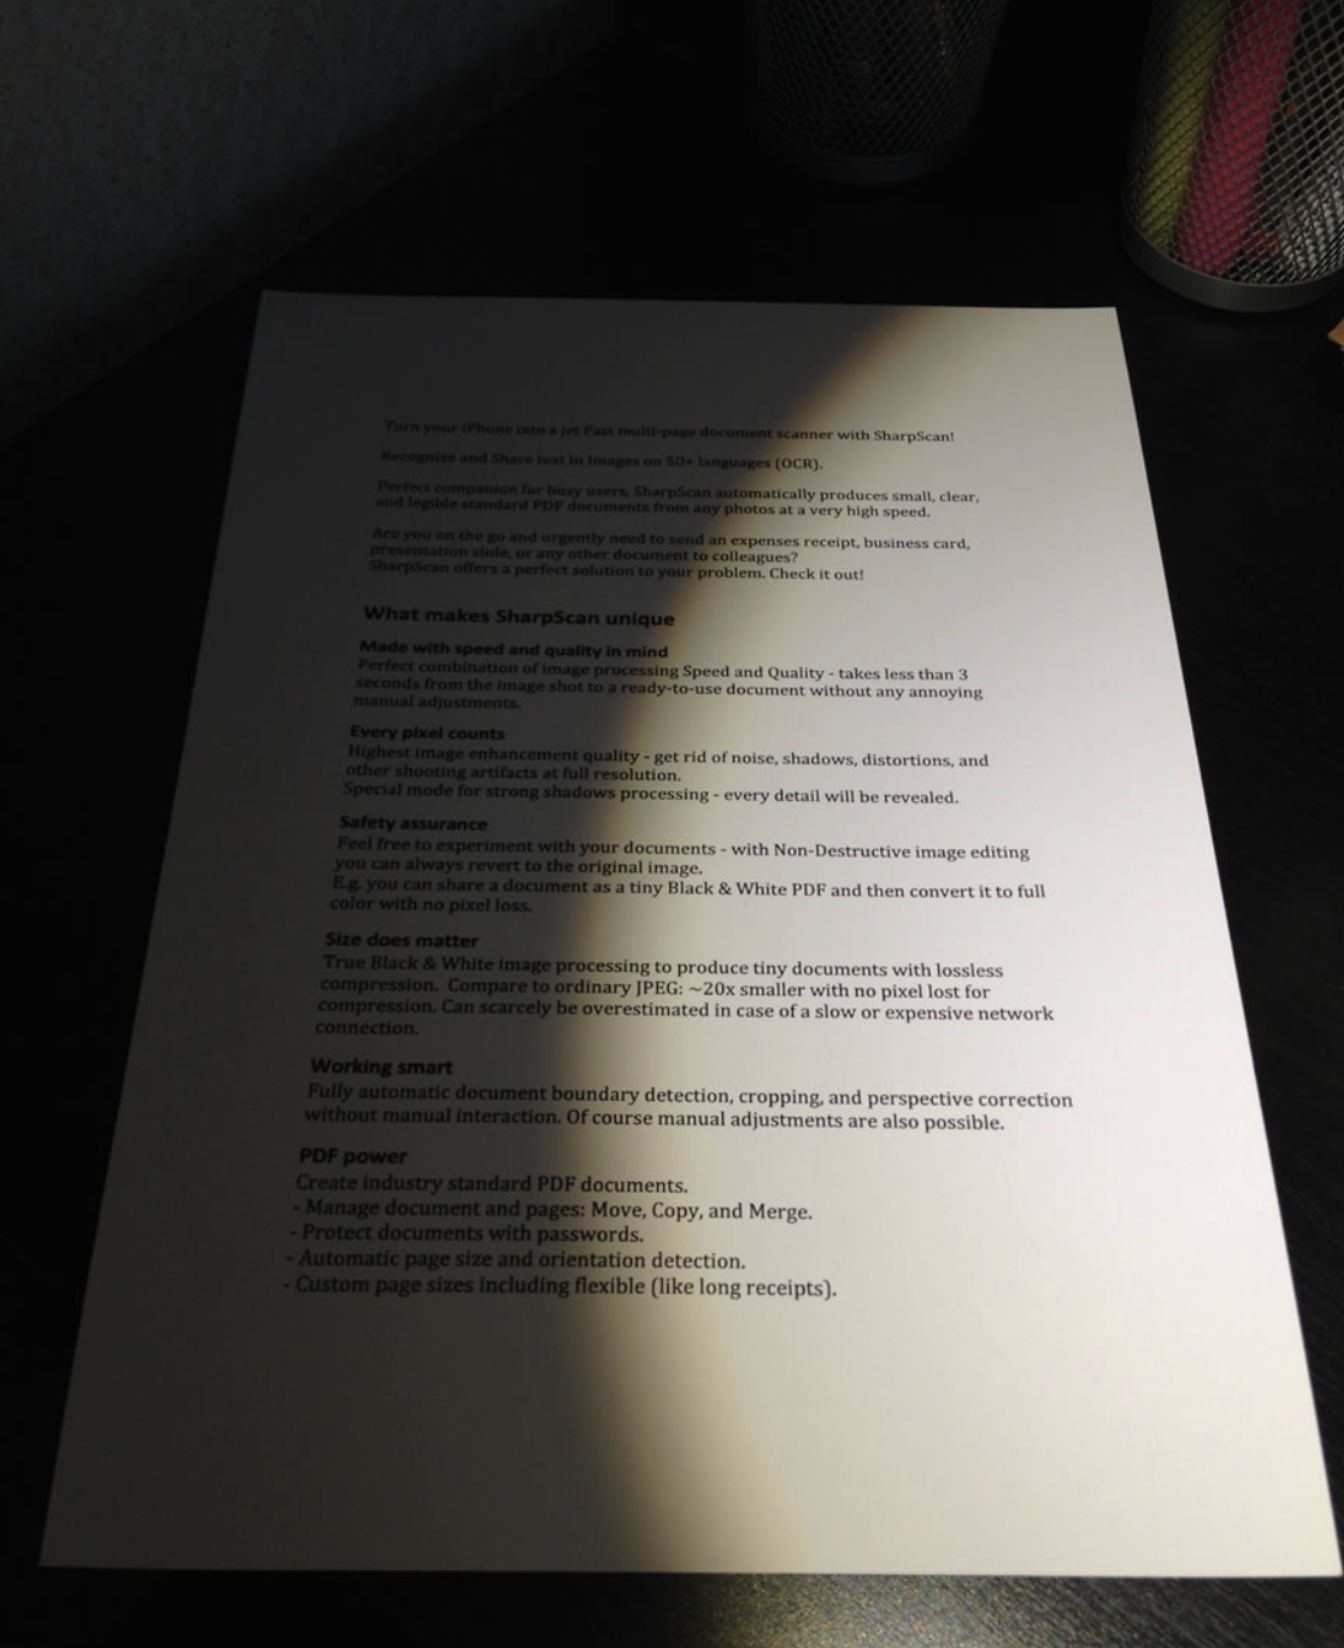 Turn your iPhone into a jet Fast multi-page document scanner with SharpScan!
Recognize and Share text in Images on 50+ languages (OCR).
Perfect companion for busy users, SharpScan automatically produces small, clear,
and legible standard PDF documents from any photos at a very high speed.
Are you on the go and urgently need to send an expenses receipt, business card,
presentation slide, or any other document to colleagues?
SharpScan offers a perfect solution to your problem. Check it out!
What makes SharpScan unique
Made with speed and quality in mind
Perfect combination of image processing Speed and Quality - takes less than 3
seconds from the image shot to a ready-to-use document without any annoying
manual adjustments.
Every pixel counts
Highest image enhancement quality - get rid of noise, shadows, distortions, and
other shooting artifacts at full resolution.
Special mode for strong shadows processing - every detail will be revealed.
Safety assurance
Feel free to experiment with your documents - with Non-Destructive image editing
you can always revert to the original image.
E.g. you can share a document as a tiny Black & White PDF and then convert it to full
color with no pixel loss.
Size does matter
True Black & White image processing to produce tiny documents with lossless
compression.  Compare to ordinary JPEG: ~20x smaller with no pixel lost for
compression. Can scarcely be overestimated in case of a slow or expensive network
connection.
Working smart
Fully automatic document boundary detection, cropping, and perspective correction
without manual interaction. Of course manual adjustments are also possible.
PDF power
Create industry standard PDF documents.
- Manage document and pages: Move, Copy, and Merge.
- Protect documents with passwords.
- Automatic page size and orientation detection.
- Custom page sizes including flexible (like long receipts).